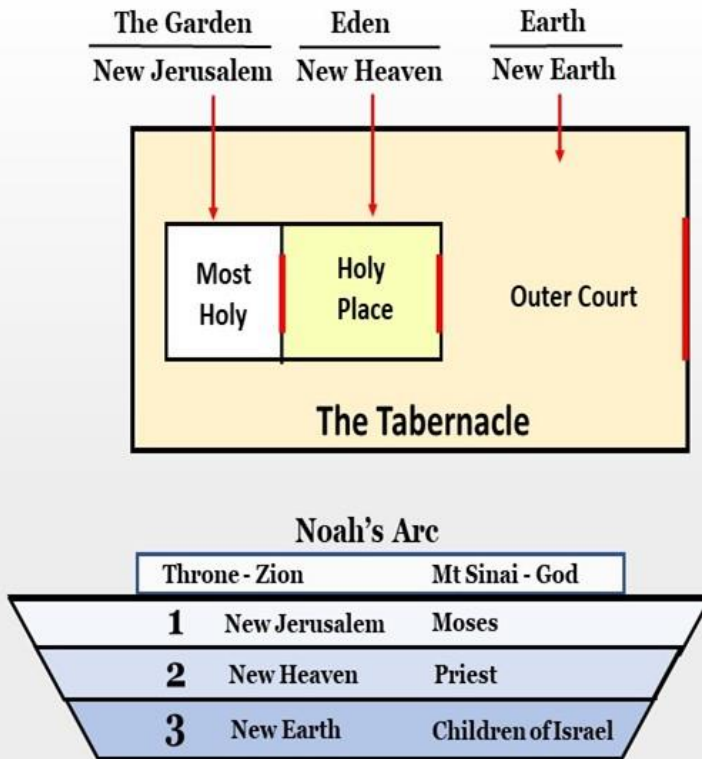 The Garden Eden Earth
New Jerusalem New Heaven New Earth
Most
Holy
Holy
Place
Outer Court
The Tabernacle
Noah's Arc
Throne - Zion Mt Sinai - God
1 New Jerusalem Moses
2 New Heaven Priest
3 New Earth Children of Israel